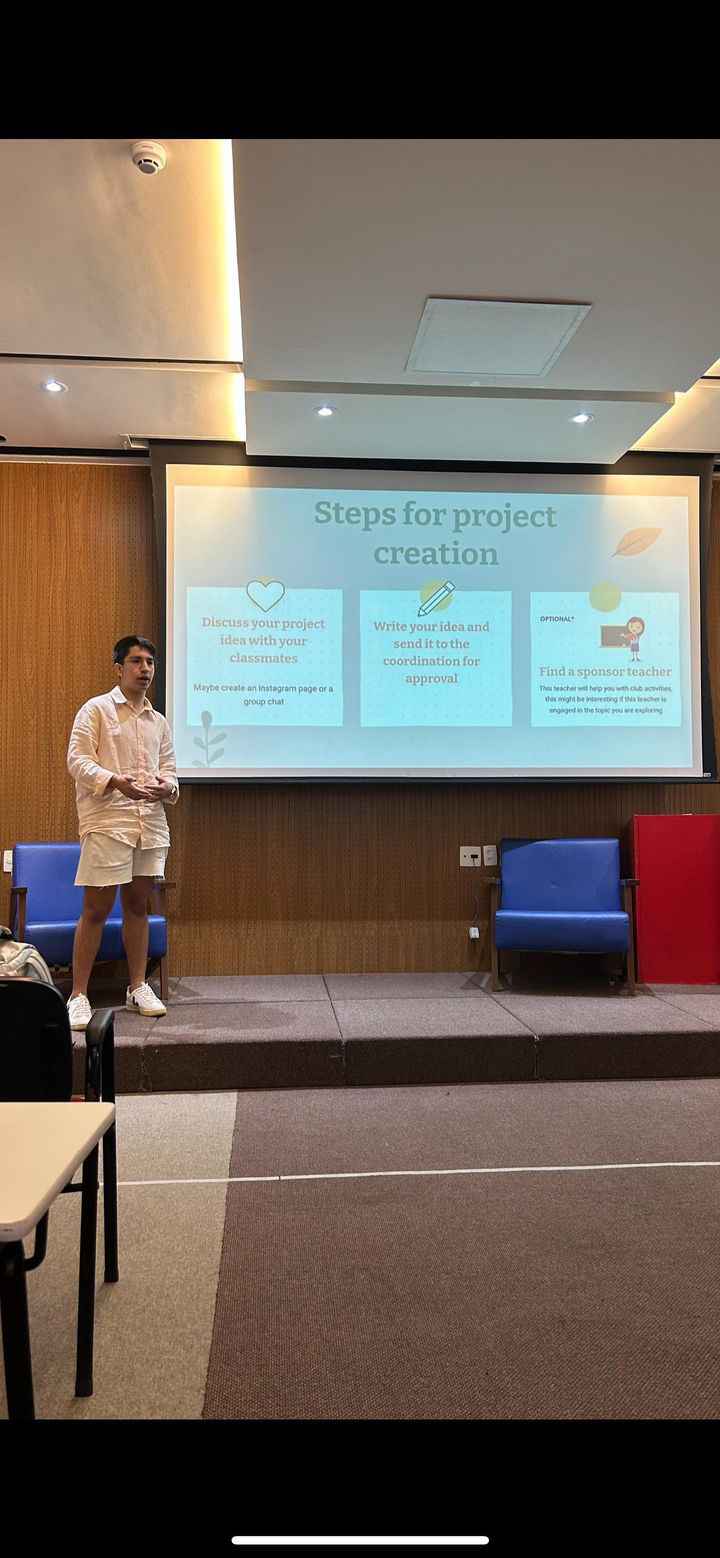 Steps for project
creation
Discuss your project
idea with your
classmates
Maybe create an instagram page or a
group chat
Write your idea and
send it to the
coordination for
approval
OPTIONAL*
Find a sponsor teacher
This teacher will help you with club activities,
this might be interesting if this teacher is
engaged in the topic you are exploring